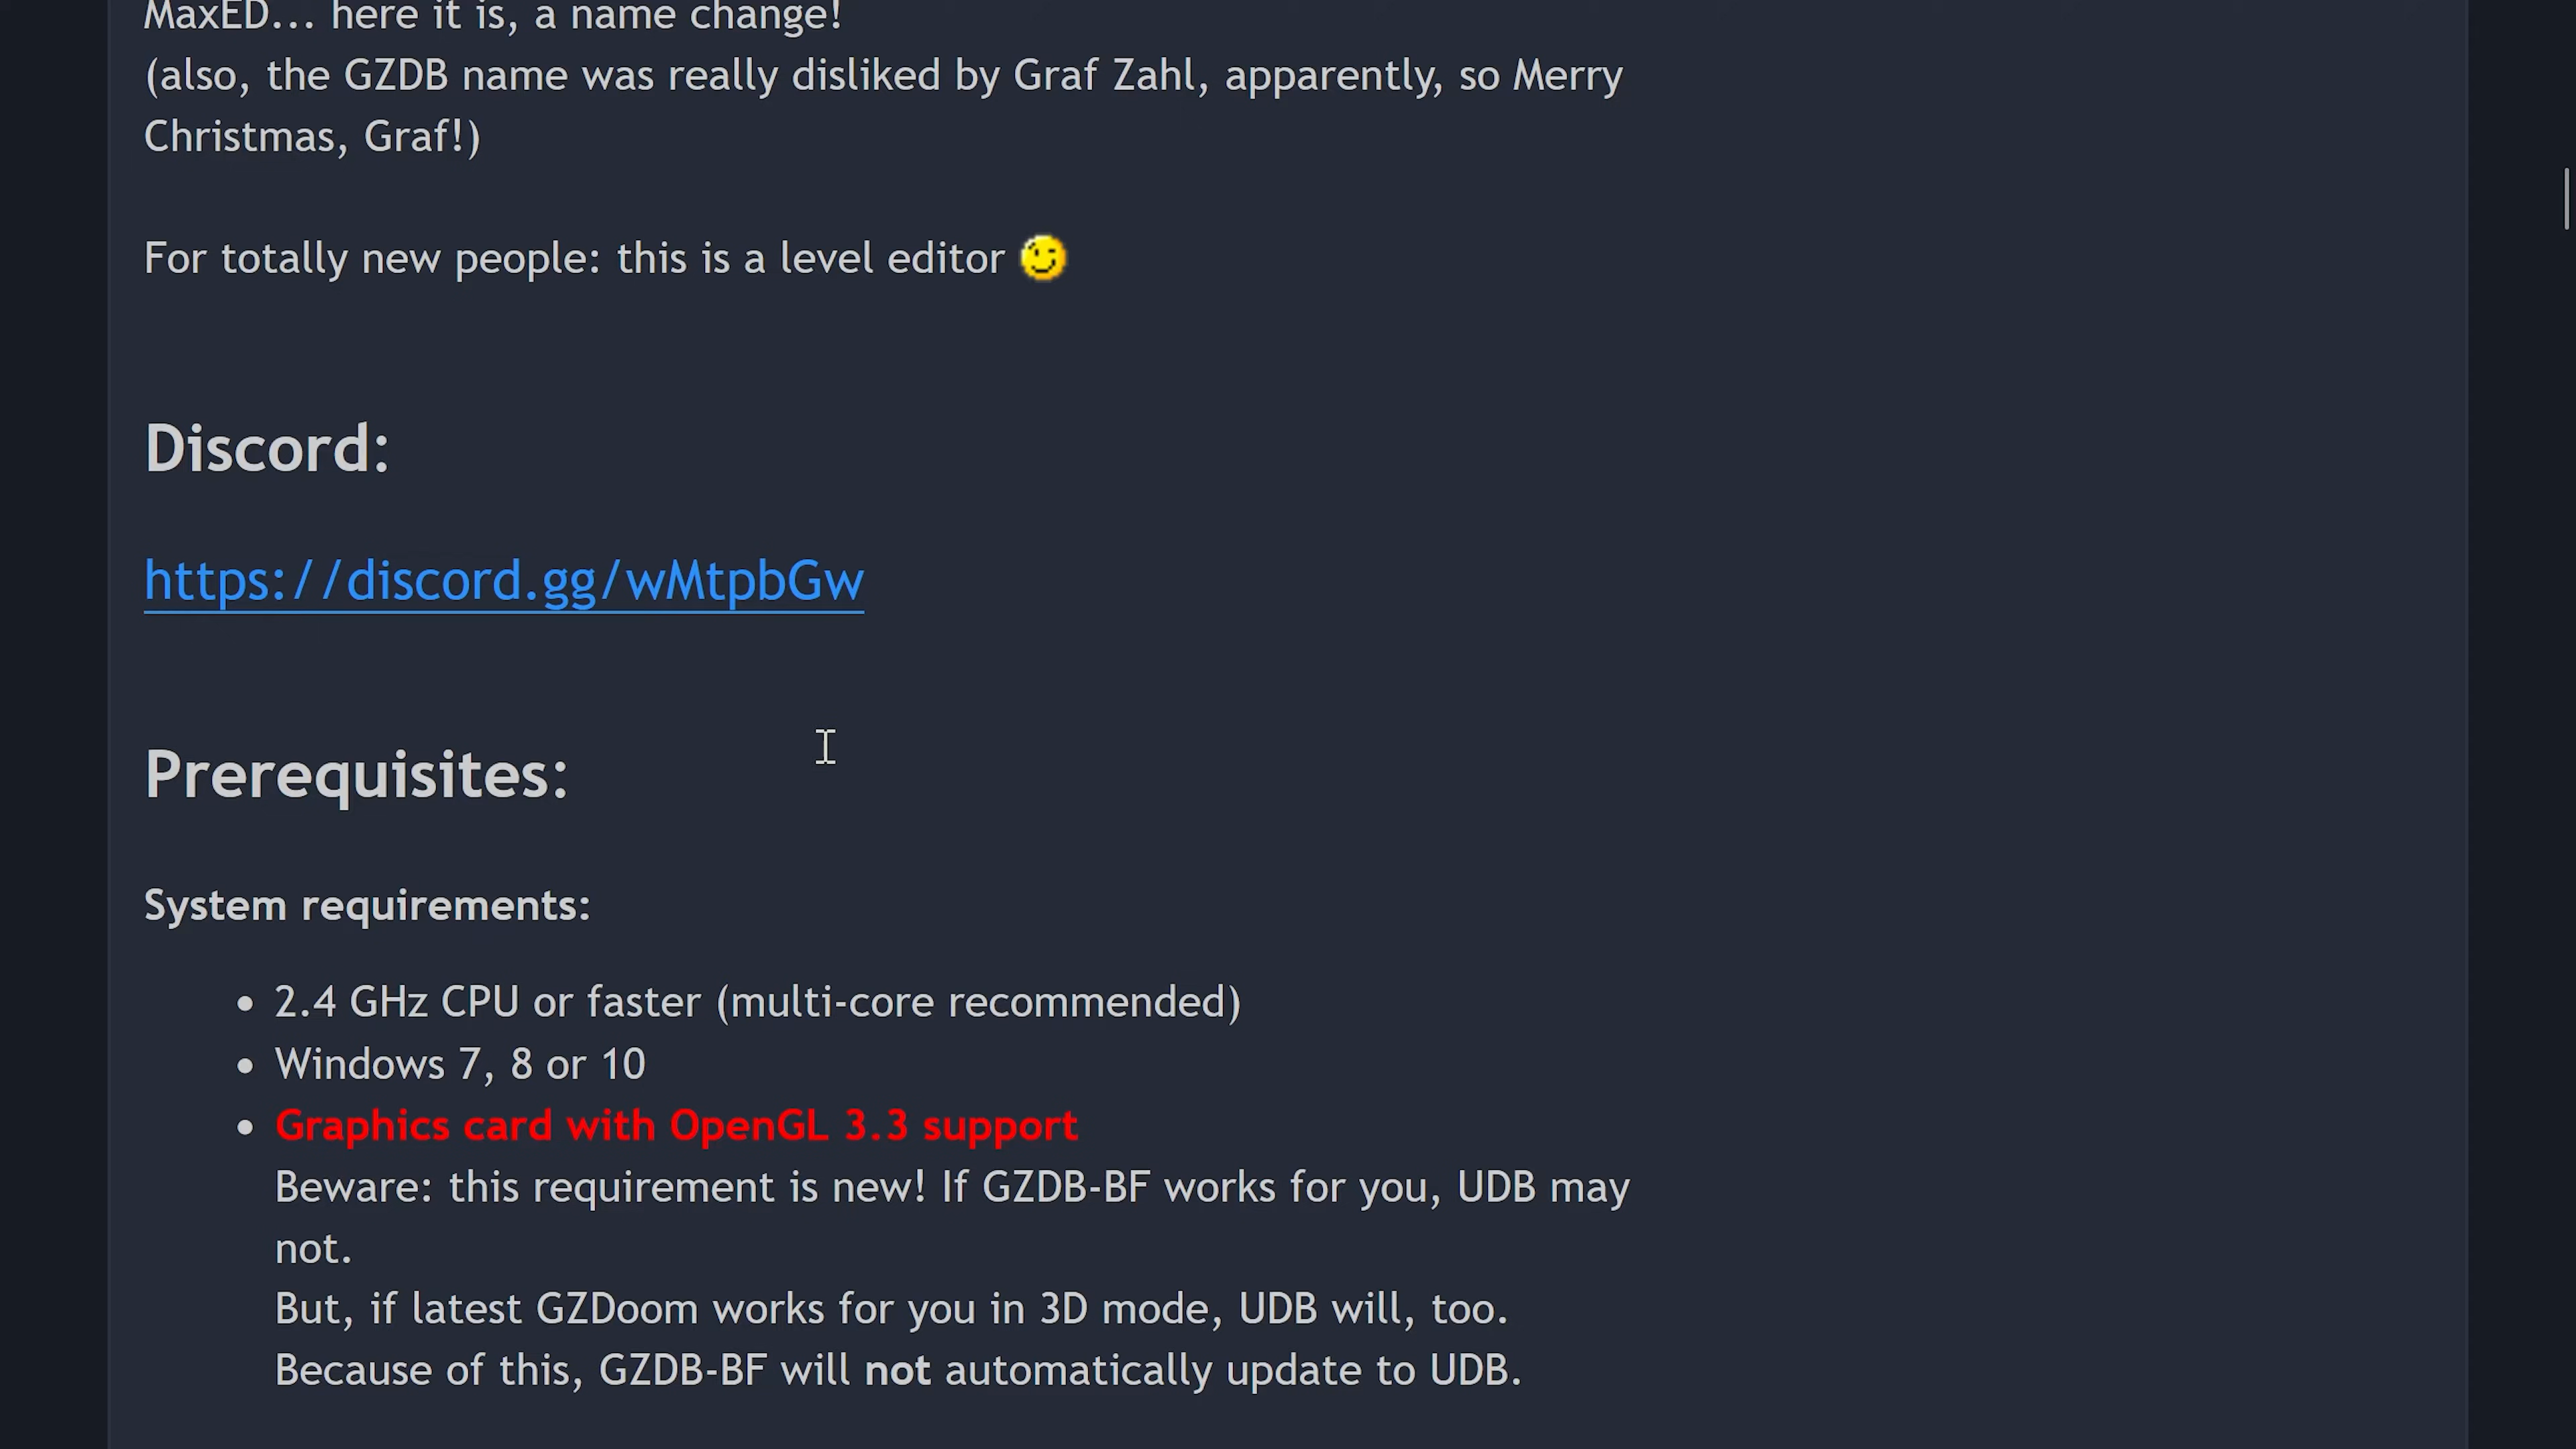 MaxED... here it is, a name change!
(also, the GZDB name was really disliked by Graf Zahl, apparently, so Merry
Christmas, Graf!)
For totally new people: this is a level editor
Discord:
https://discord.gg/wMtpbGw
Prerequisites:
System requirements:
• 2.4 GHz CPU or faster (multi-core recommended)
• Windows 7, 8 or 10
• Graphics card with OpenGL 3.3 support
Beware: this requirement is new! If GZDB-BF works for you, UDB may
not.
But, if latest GZDoom works for you in 3D mode, UDB will, too.
Because of this, GZDB-BF will not automatically update to UDB.